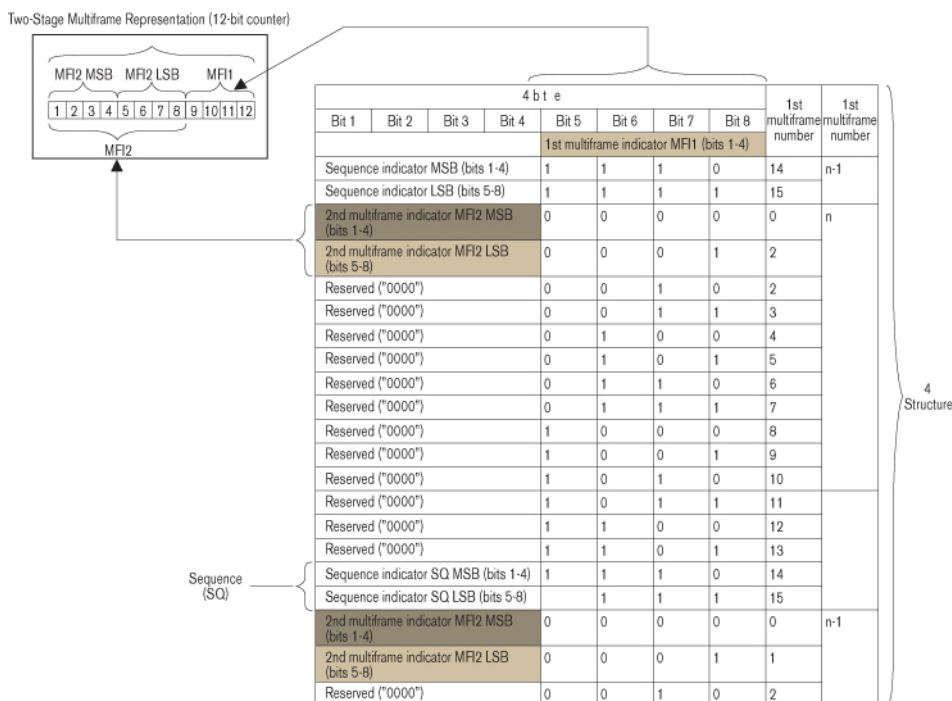 Two-Stage Multiframe Representation (12-bit counter)
MFI2 MSB MFI2 LSB MFI1
1 2 3 4 5 6 7 8 9 10 11 12
MFI2
4 b t e 1st multiframe number 1st multiframe number
Bit 1 Bit 2 Bit 3 Bit 4 Bit 5 Bit 6 Bit 7 Bit 8
1st multiframe indicator MFI1 (bits 1-4)
Sequence indicator MSB (bits 1-4) 1 1 1 0 14 n-1
Sequence indicator LSB (bits 5-8) 1 1 1 1 15
2nd multiframe indicator MFI2 MSB
(bits 1-4) 0 0 0 0 0 n
2nd multiframe indicator MFI2 LSB
(bits 5-8) 0 0 0 1 2
Reserved ("0000") 0 0 1 0 2
Reserved ("0000") 0 0 1 1 3
Reserved ("0000") 0 1 0 0 4
Reserved ("0000") 0 1 0 1 5
Reserved ("0000") 0 1 1 0 6
Reserved ("0000") 0 1 1 1 7
Reserved ("0000") 1 0 0 0 8
Reserved ("0000") 1 0 0 1 9
Reserved ("0000") 1 0 1 0 10
Reserved ("0000") 1 0 1 1 11
Reserved ("0000") 1 1 0 0 12
Reserved ("0000") 1 1 0 1 13
Sequence indicator SQ MSB (bits 1-4) 1 1 1 0 14
Sequence indicator SQ LSB (bits 5-8) 1 1 1 15
2nd multiframe indicator MFI2 MSB
(bits 1-4) 0 0 0 0 0 n-1
2nd multiframe indicator MFI2 LSB
(bits 5-8) 0 0 0 1 1
Reserved ("0000") 0 0 1 0 2
Sequence
(SQ)
4
Structure